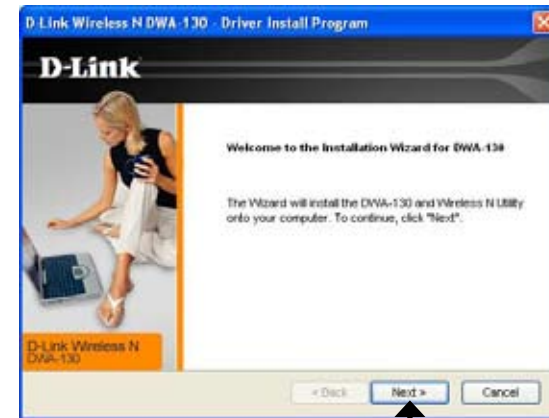 D-Link Wireless N DWA-130 - Driver Install Program
D-Link
Welcome to the Installation Wizard for DWA-130
The Wizard will install the DWA-130 and Wireless N Utility
onto your computer. To continue, click "Next".
D-Link Wireless N
DWA-130
< Back
Next >
Cancel